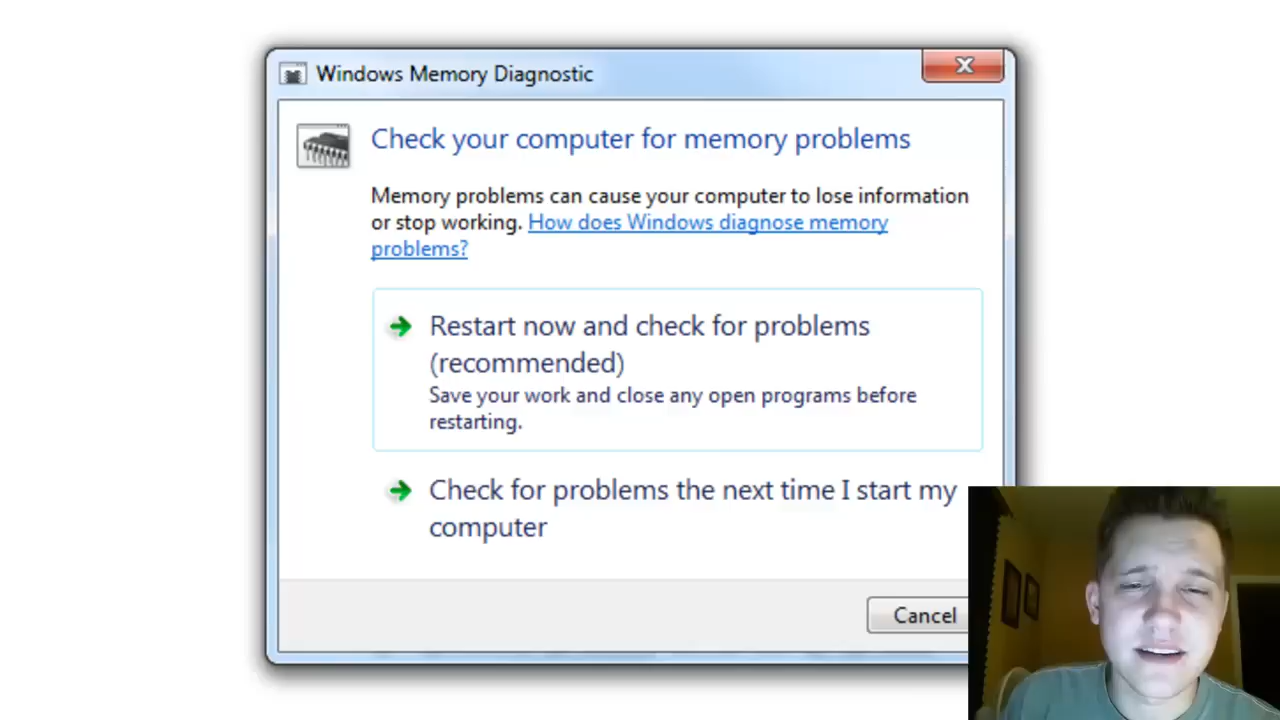 Windows Memory Diagnostic
Check your computer for memory problems
Memory problems can cause your computer to lose information
or stop working. How does Windows diagnose memory
problems?
Restart now and check for problems
(recommended)
Save your work and close any open programs before
restarting.
Check for problems the next time I start my
computer
Cancel